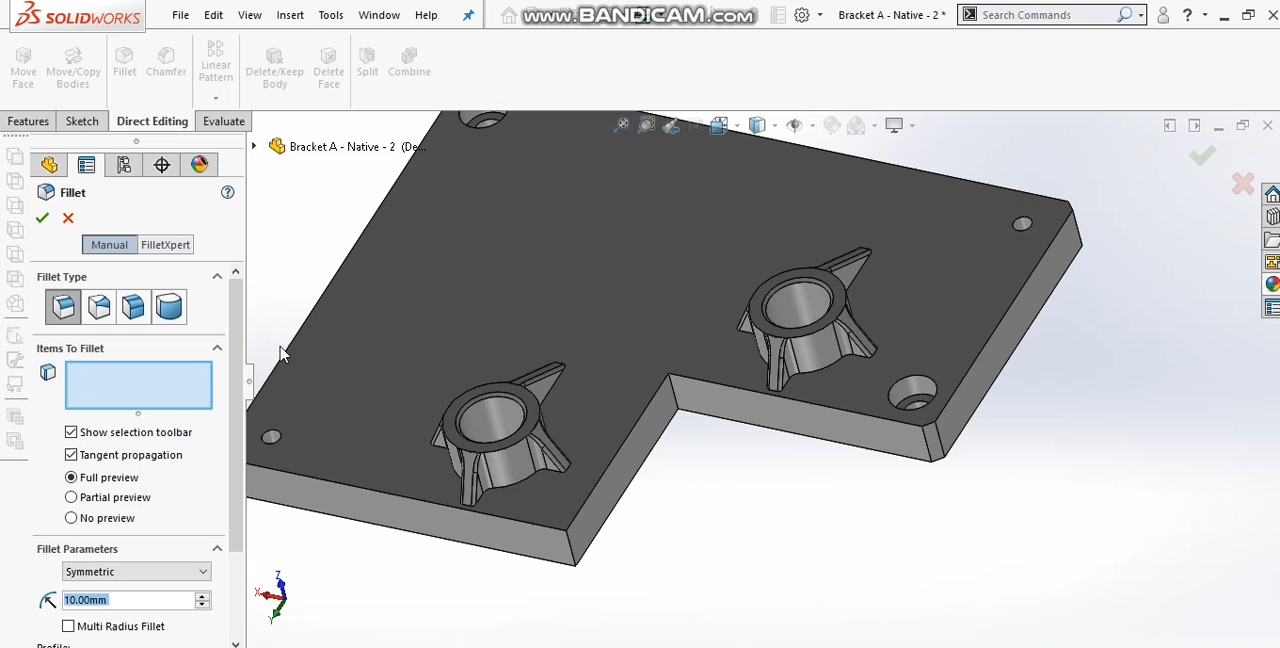 SOLIDWORKS File Edit View Insert Tools Window Help www.BANDICAM.com Bracket A - Native - 2 * Search Commands ?
Move Face
Move/Copy Bodies
Fillet
Chamfer
Linear Pattern
Delete/Keep Body
Delete Face
Split
Combine
Features Sketch Direct Editing Evaluate
Bracket A - Native - 2 (De...
Fillet
Manual FilletXpert
Fillet Type
Items To Fillet
Show selection toolbar
Tangent propagation
Full preview
Partial preview
No preview
Fillet Parameters
Symmetric
10.00mm
Multi Radius Fillet
Z
X
Y